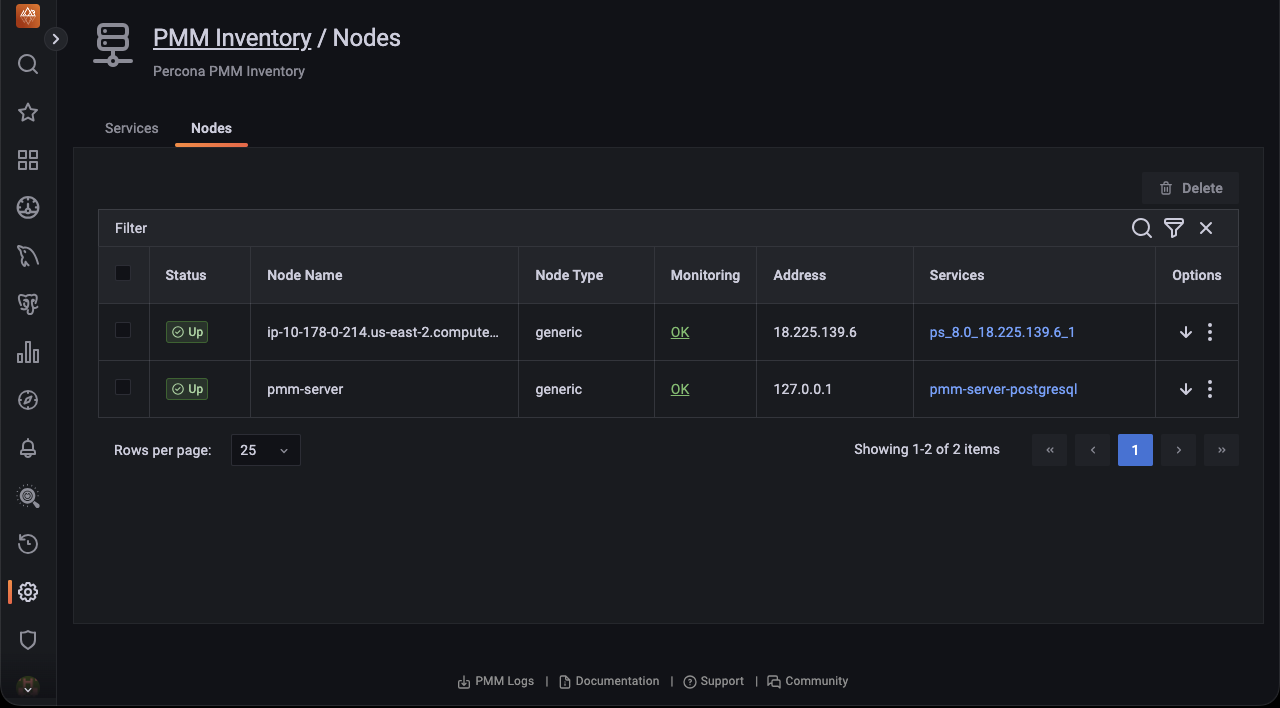 PMM Inventory / Nodes
Percona PMM Inventory
Services Nodes
Delete
Filter
Status Node Name Node Type Monitoring Address Services Options
Up ip-10-178-0-214.us-east-2.compute... generic OK 18.225.139.6 ps_8.0_18.225.139.6_1
Up pmm-server generic OK 127.0.0.1 pmm-server-postgresql
Rows per page: 25 Showing 1-2 of 2 items « ‹ 1 › »
PMM Logs | Documentation | Support | Community